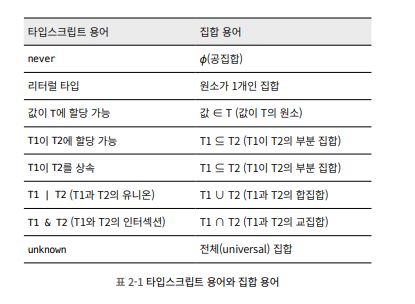 타입스크립트 용어 집합 용어
never ϕ(공집합)
리터럴 타입 원소가 1개인 집합
값이 T에 할당 가능 값 ∈ T (값이 T의 원소)
T1이 T2에 할당 가능 T1 ⊆ T2 (T1이 T2의 부분 집합)
T1이 T2를 상속 T1 ⊆ T2 (T1이 T2의 부분 집합)
T1 | T2 (T1과 T2의 유니온) T1 ∪ T2 (T1과 T2의 합집합)
T1 & T2 (T1와 T2의 인터섹션) T1 ∩ T2 (T1과 T2의 교집합)
unknown 전체(universal) 집합
표 2-1 타입스크립트 용어와 집합 용어